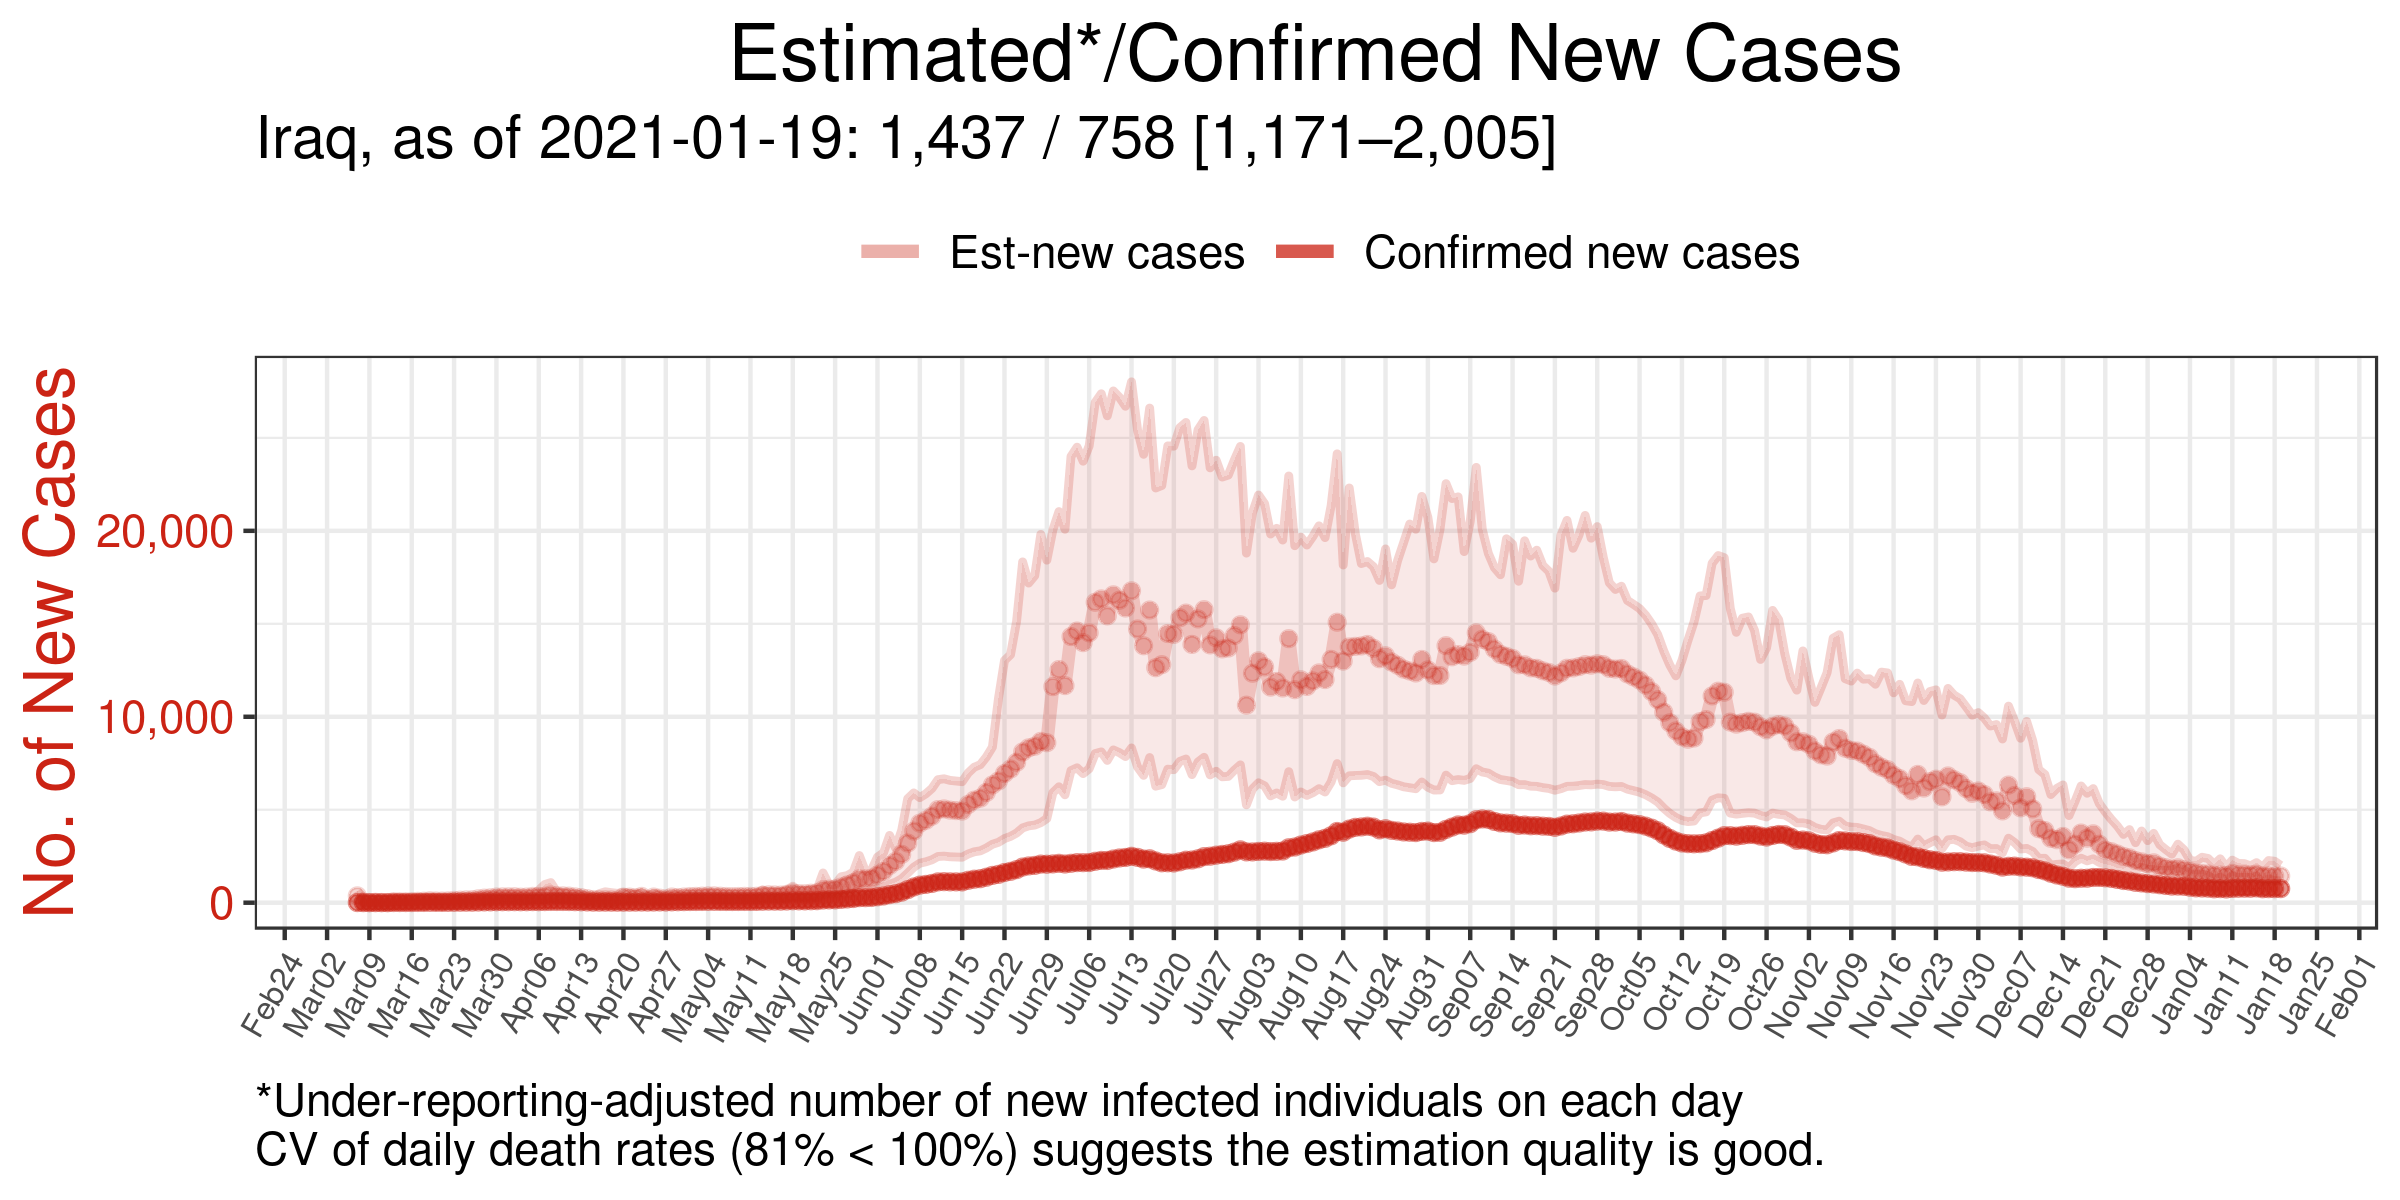 Estimated*/Confirmed New Cases
Iraq, as of 2021-01-19: 1,437 / 758 [1,171–2,005]
Est-new cases Confirmed new cases
No. of New Cases
20,000
10,000
0
Feb24 Mar02 Mar09 Mar16 Mar23 Mar30 Apr06 Apr13 Apr20 Apr27 May04 May11 May18 May25 Jun01 Jun08 Jun15 Jun22 Jun29 Jul06 Jul13 Jul20 Jul27 Aug03 Aug10 Aug17 Aug24 Aug31 Sep07 Sep14 Sep21 Sep28 Oct05 Oct12 Oct19 Oct26 Nov02 Nov09 Nov16 Nov23 Nov30 Dec07 Dec14 Dec21 Dec28 Jan04 Jan11 Jan18 Jan25 Feb01
*Under-reporting-adjusted number of new infected individuals on each day
CV of daily death rates (81% < 100%) suggests the estimation quality is good.